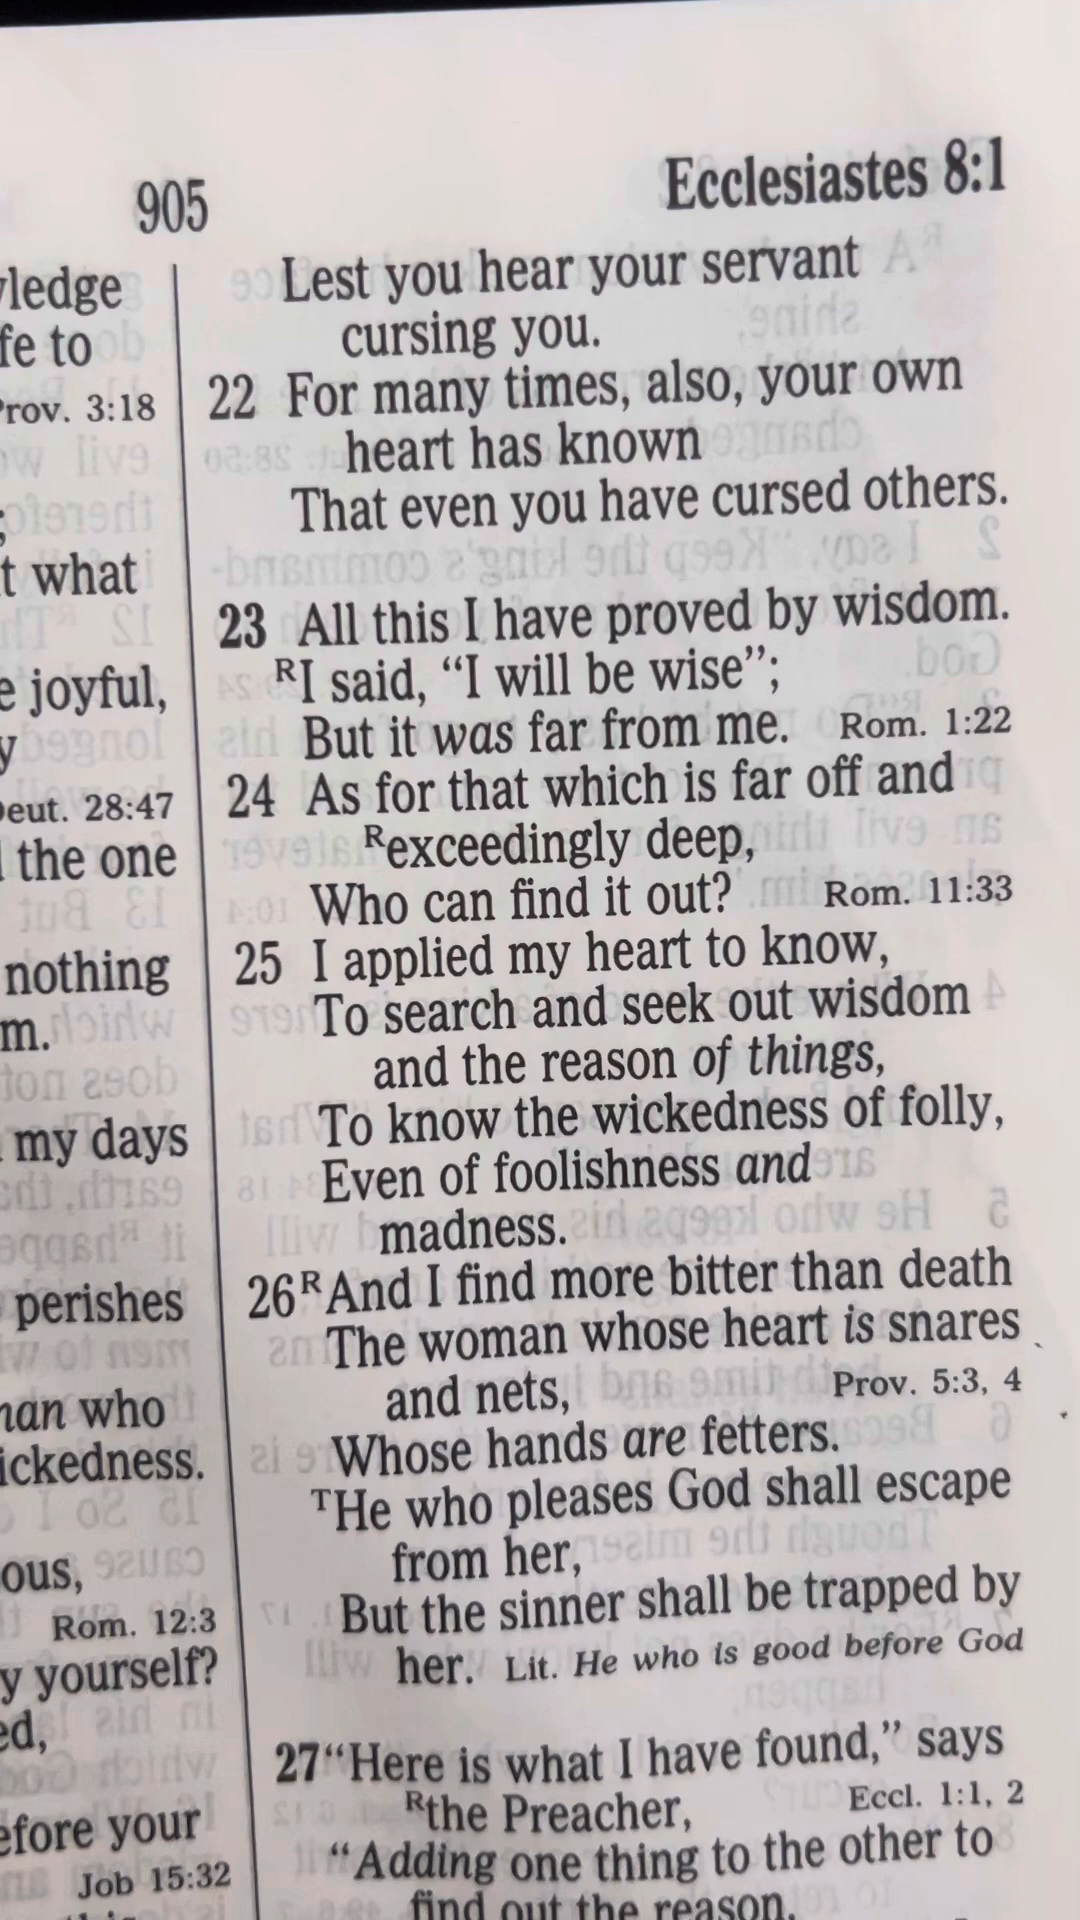 905
Ecclesiastes 8:1
ledge
fe to
Prov. 3:18
t what
e joyful,
y
Deut. 28:47
the one
nothing
m.
my days
perishes
man who
ickedness.
ous,
Rom. 12:3
y yourself?
ed,
efore your
Job 15:32
Lest you hear your servant
cursing you.
22 For many times, also, your own
heart has known
That even you have cursed others.
23 All this I have proved by wisdom.
RI said, “I will be wise”;
But it was far from me. Rom. 1:22
24 As for that which is far off and
Rexceedingly deep,
Who can find it out? Rom. 11:33
25 I applied my heart to know,
To search and seek out wisdom
and the reason of things,
To know the wickedness of folly,
Even of foolishness and
madness.
26 RAnd I find more bitter than death
The woman whose heart is snares
and nets, Prov. 5:3, 4
Whose hands are fetters.
THe who pleases God shall escape
from her,
But the sinner shall be trapped by
her. Lit. He who is good before God
27 “Here is what I have found,” says
Rthe Preacher, Eccl. 1:1, 2
“Adding one thing to the other to
find out the reason,